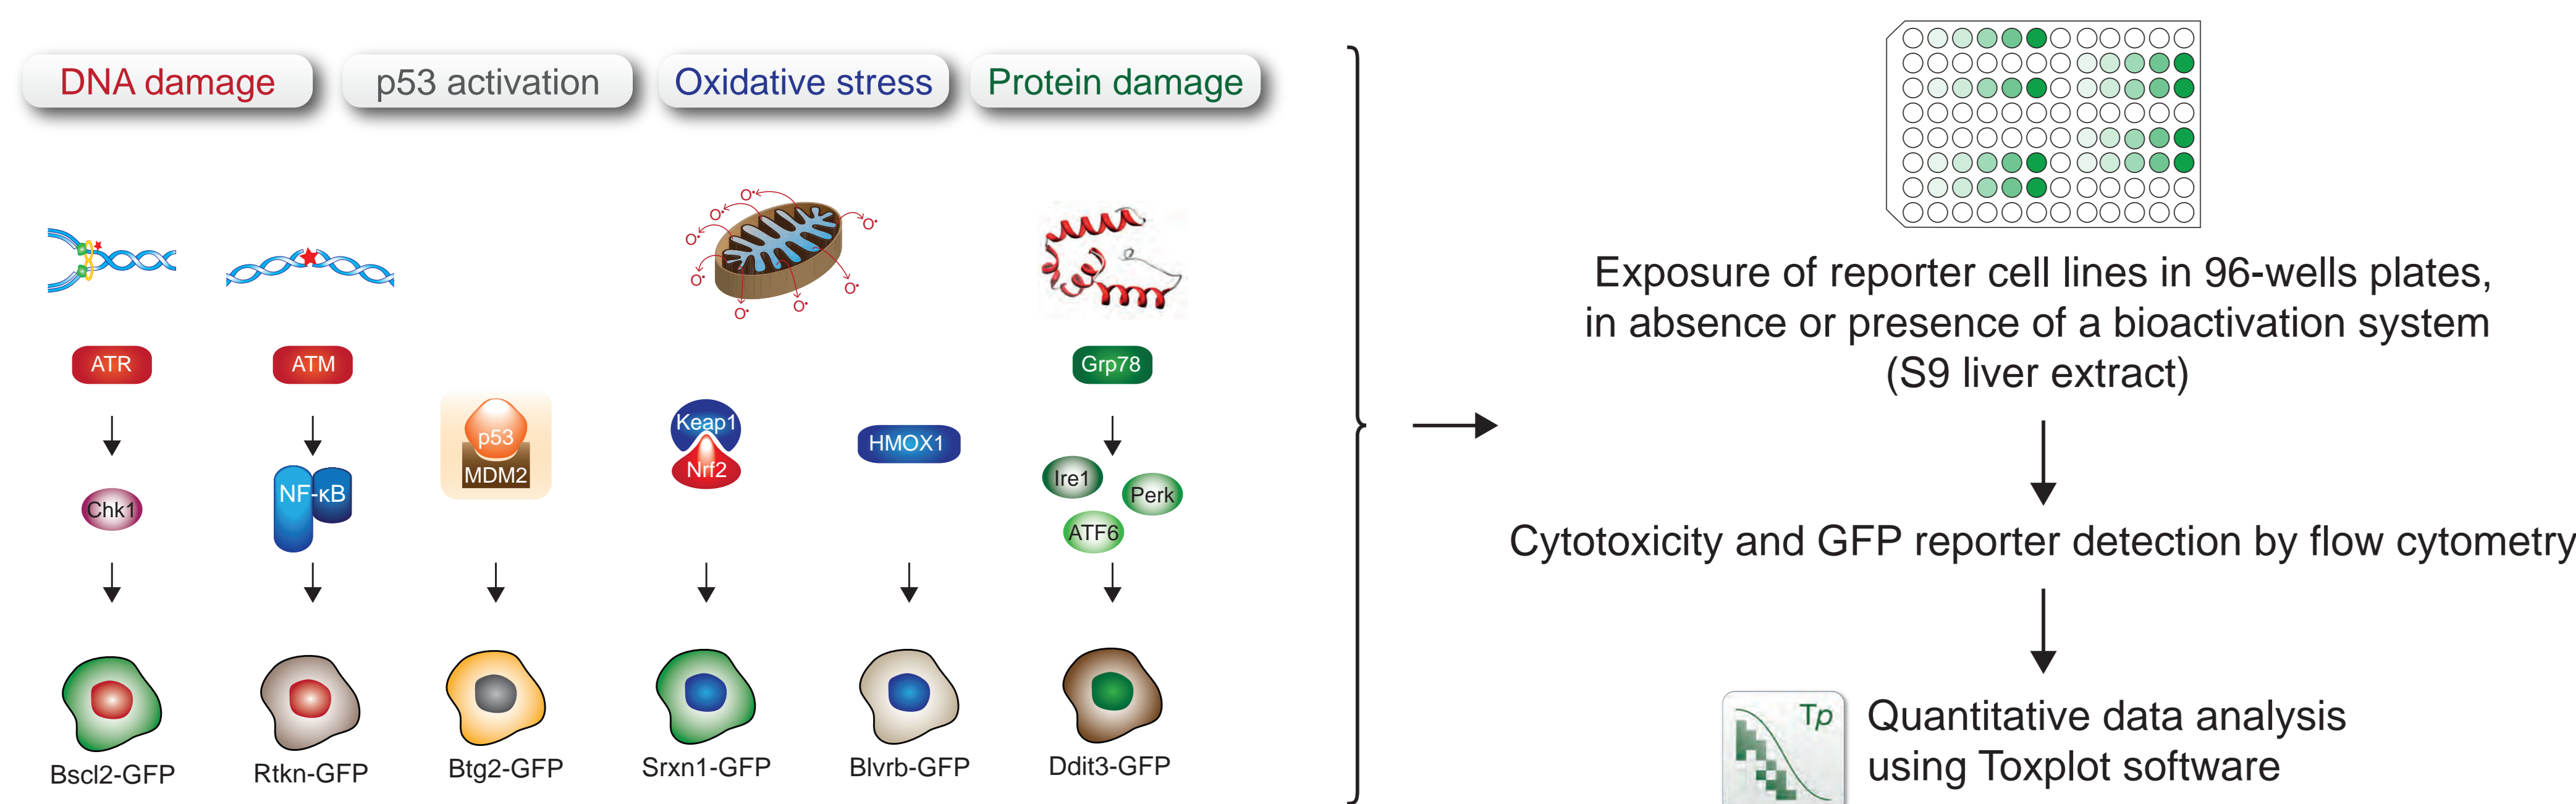 DNA damage
p53 activation
Oxidative stress
Protein damage
O•
O•
O•
O•
O•
O•
O•
O•
O•
ATR
ATM
Grp78
p53
MDM2
Keap1
Nrf2
HMOX1
Chk1
NF-κB
Ire1
Perk
ATF6
Bscl2-GFP
Rtkn-GFP
Btg2-GFP
Srxn1-GFP
Blvrb-GFP
Ddit3-GFP
Exposure of reporter cell lines in 96-wells plates,
in absence or presence of a bioactivation system
(S9 liver extract)
Cytotoxicity and GFP reporter detection by flow cytometry
Tp
Quantitative data analysis
using Toxplot software